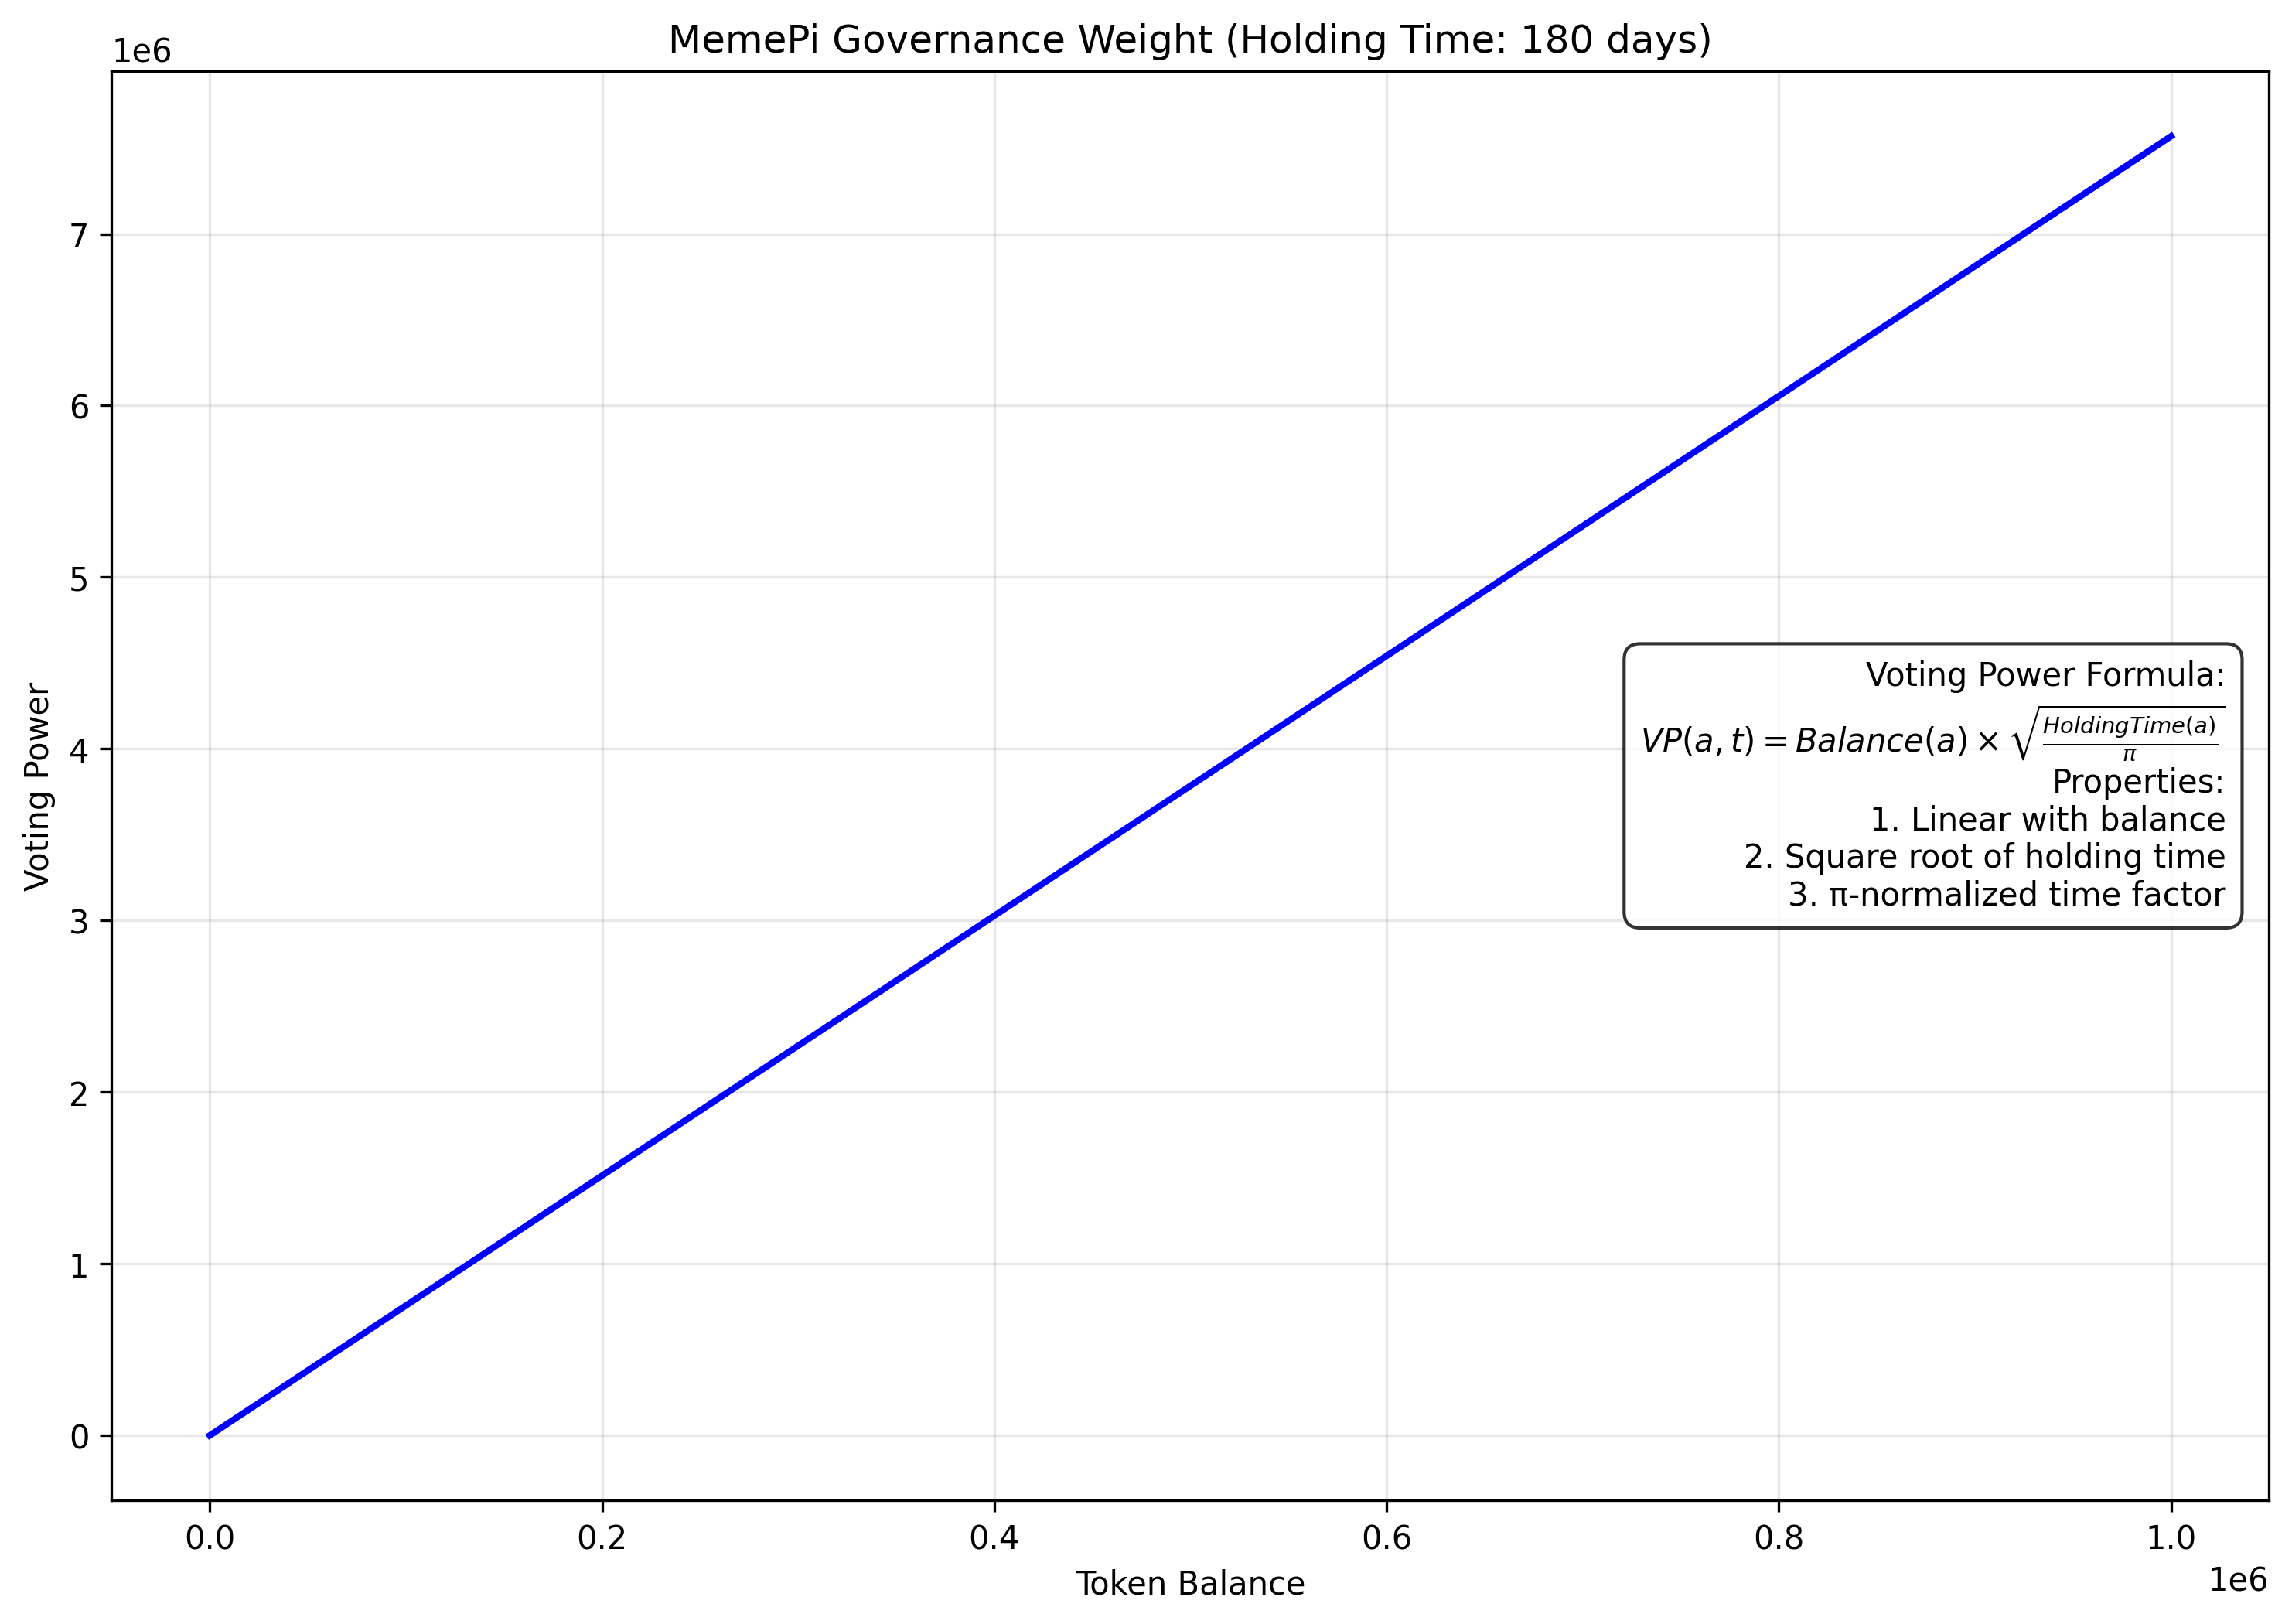 MemePi Governance Weight (Holding Time: 180 days)
1e6
7
6
5
4
3
2
1
0
Voting Power
Voting Power Formula:
VP(a, t) = Balance(a) × √(HoldingTime(a)/π)
Properties:
1. Linear with balance
2. Square root of holding time
3. π-normalized time factor
0.0 0.2 0.4 0.6 0.8 1.0
Token Balance
1e6